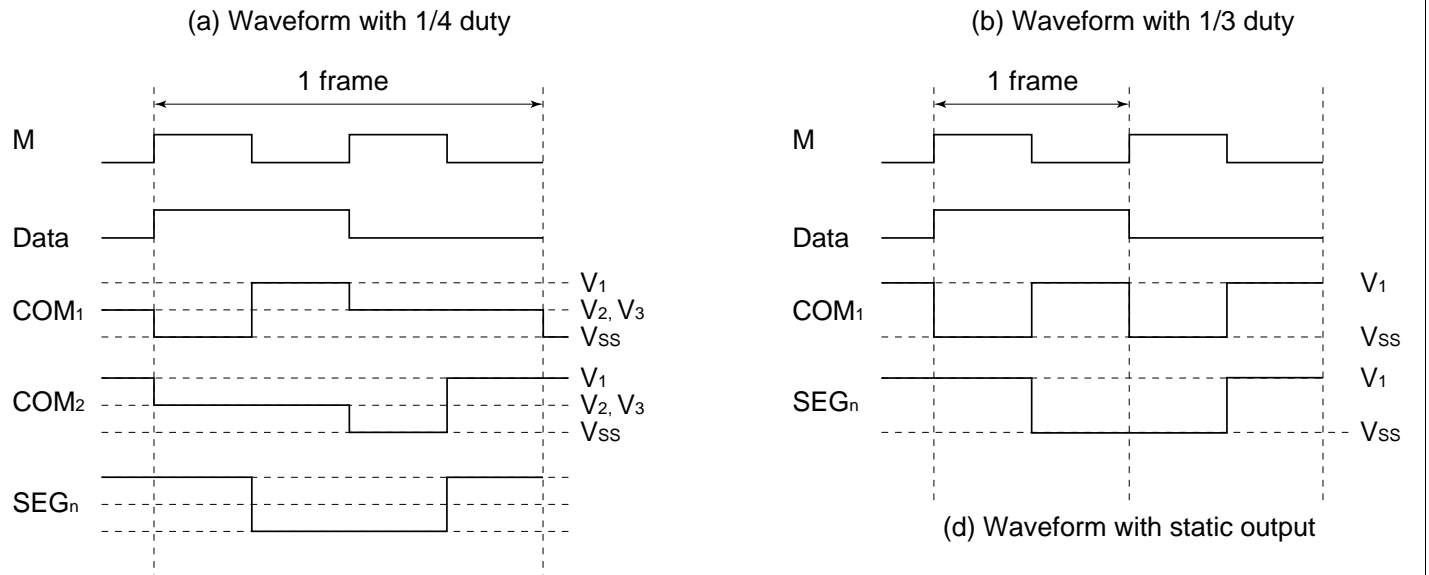 (a) Waveform with 1/4 duty
1 frame
M
Data
V1
COM1
V2, V3
VSS
V1
COM2
V2, V3
VSS
SEGn
(b) Waveform with 1/3 duty
1 frame
M
Data
V1
COM1
VSS
V1
SEGn
VSS
(d) Waveform with static output